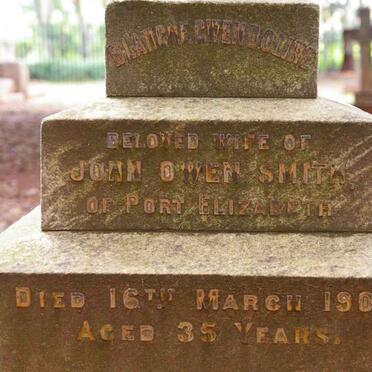 BELOVED WIFE OF
JOHN OWEN SMITH,
OF PORT ELIZABETH
DIED 16TH MARCH 190
AGED 35 YEARS.